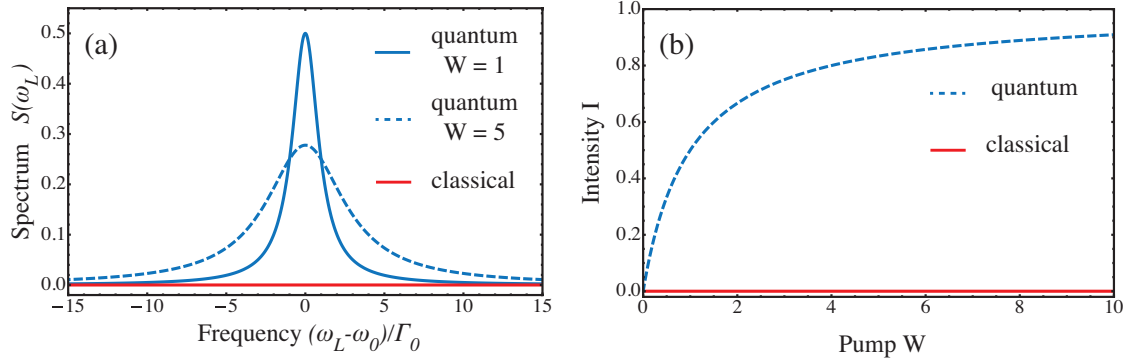 (a)
quantum
W = 1
quantum
W = 5
classical
Spectrum S(ω_L)
0.5
0.4
0.3
0.2
0.1
0.0
−15 −10 −5 0 5 10 15
Frequency (ω_L-ω_0)/Γ_0
(b)
quantum
classical
Intensity I
1.0
0.8
0.6
0.4
0.2
0.0
0 2 4 6 8 10
Pump W